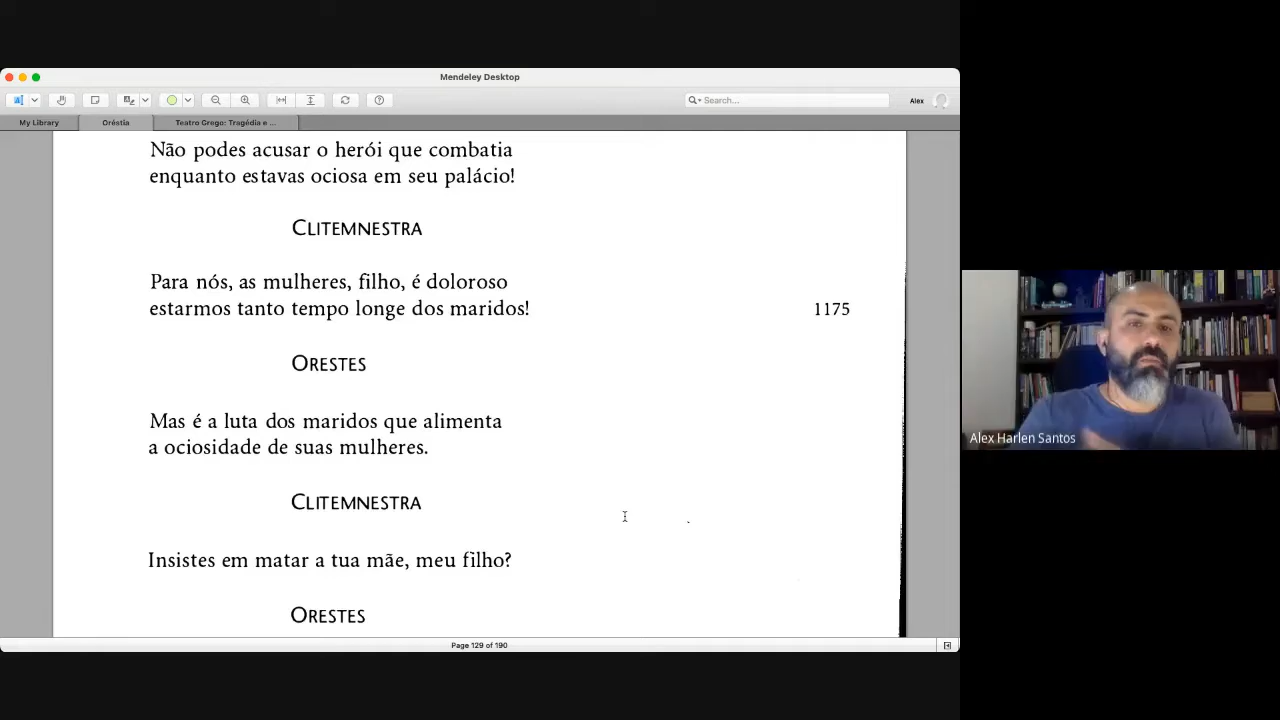 Mendeley Desktop
Search...
Alex
My Library
Oréstia
Teatro Grego: Tragédia e ...
Não podes acusar o herói que combatia
enquanto estavas ociosa em seu palácio!
CLITEMNESTRA
Para nós, as mulheres, filho, é doloroso
estarmos tanto tempo longe dos maridos!
1175
ORESTES
Mas é a luta dos maridos que alimenta
a ociosidade de suas mulheres.
CLITEMNESTRA
Insistes em matar a tua mãe, meu filho?
ORESTES
Page 129 of 190
Alex Harlen Santos